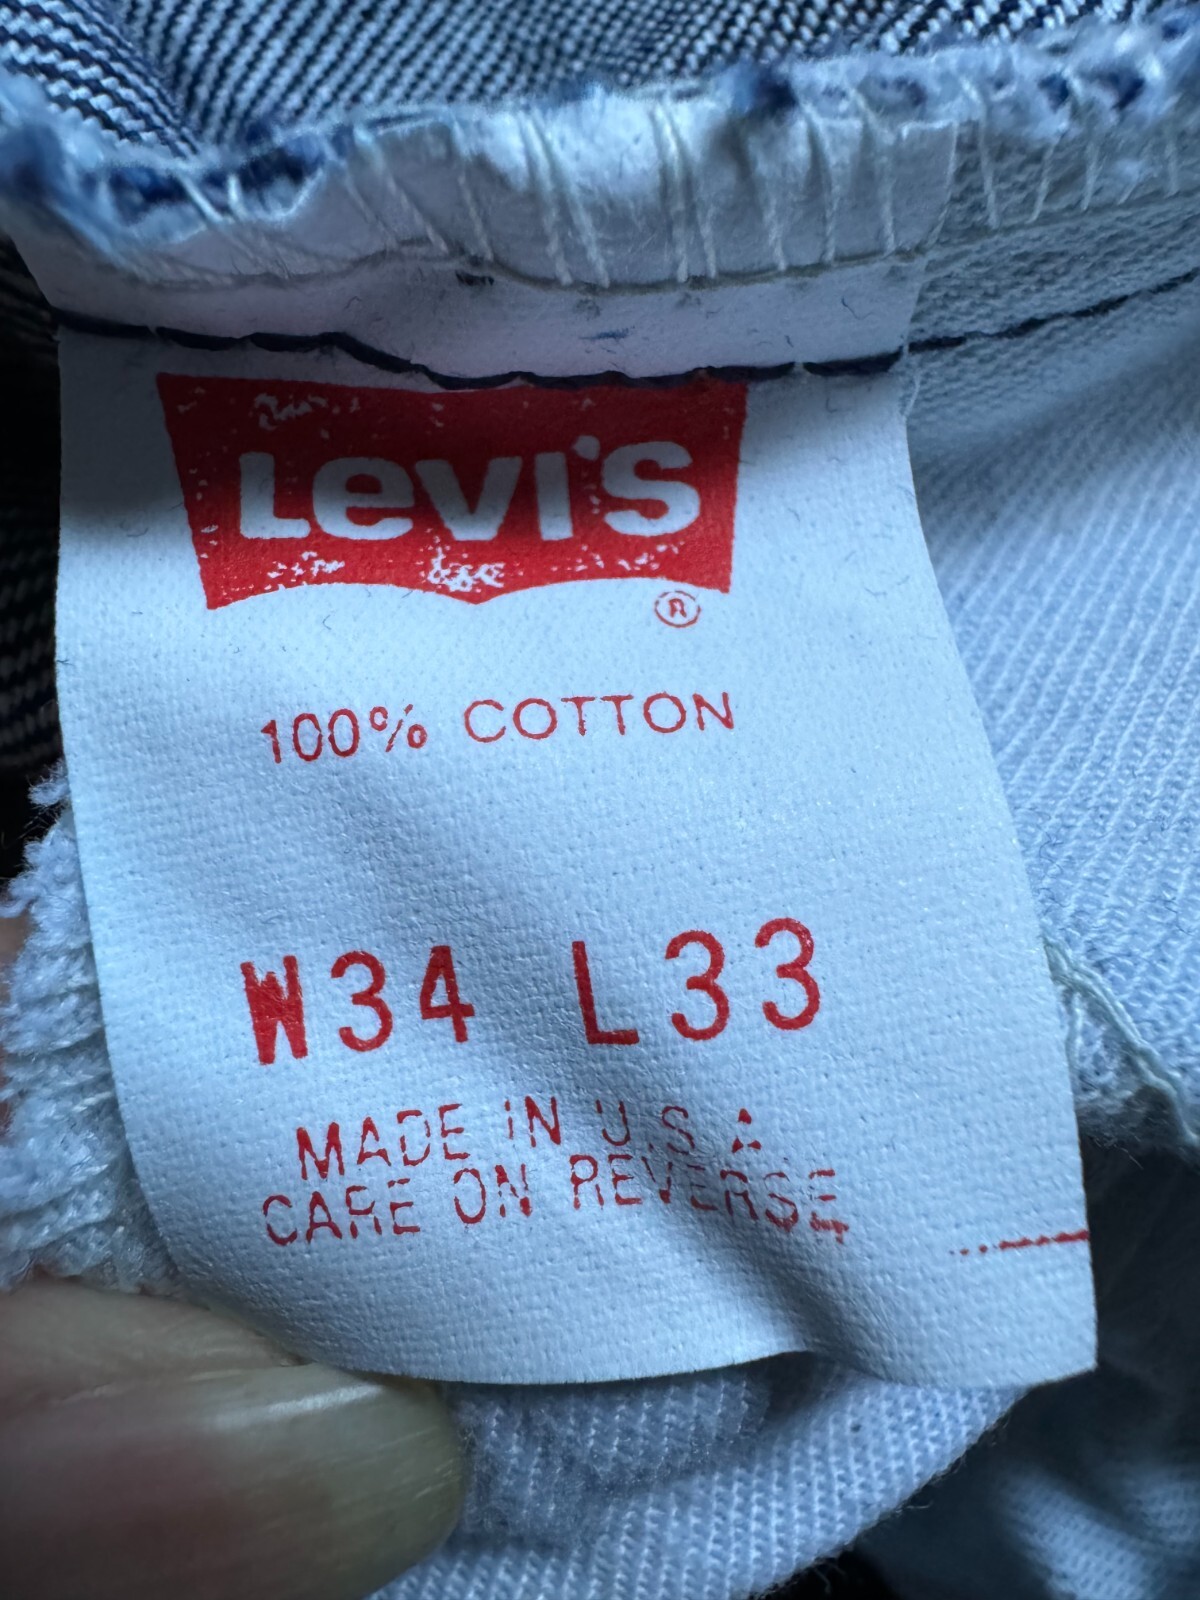 Levi's
®
100% COTTON
W34 L33
MADE IN U.S.A.
CARE ON REVERSE